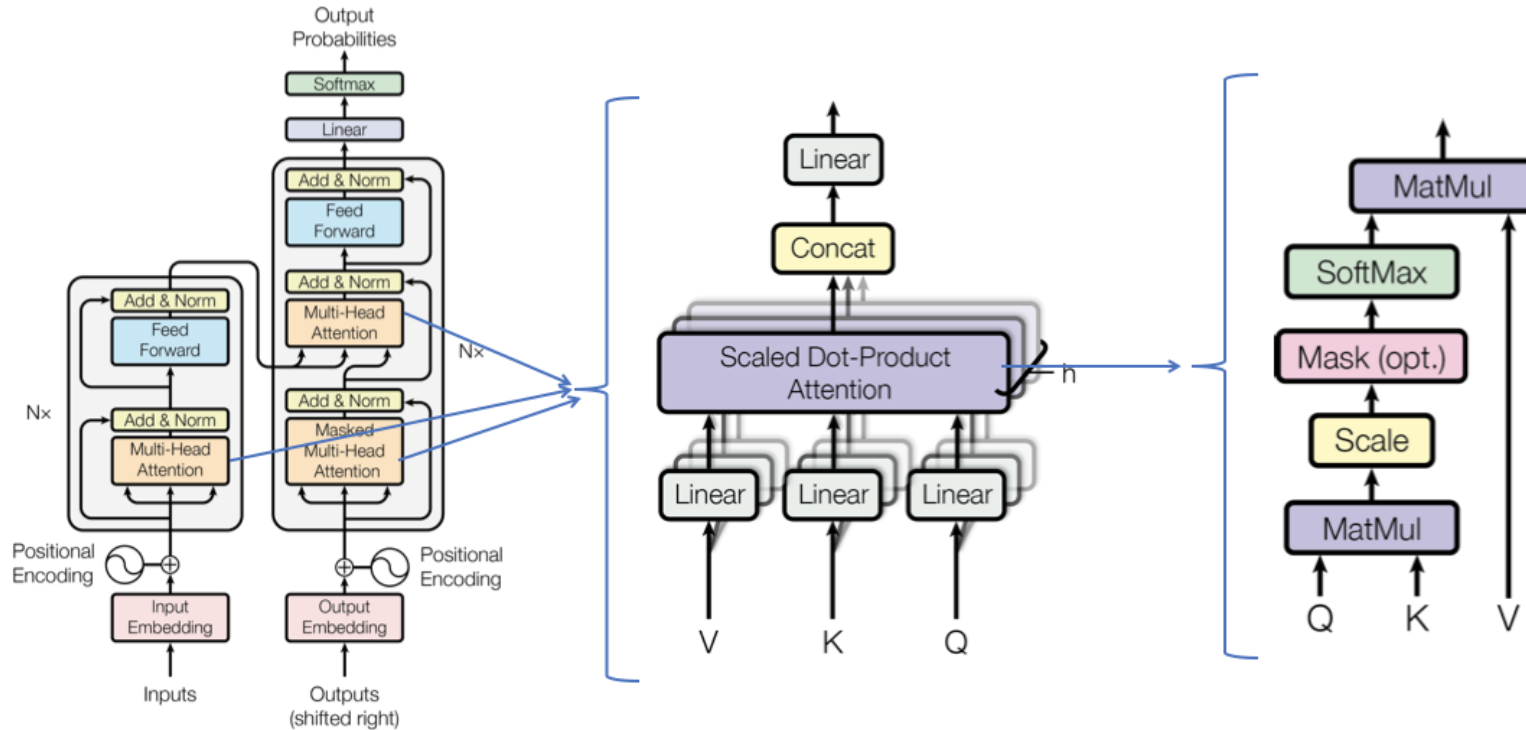 Output
Probabilities
Softmax
Linear
Add & Norm
Feed
Forward
Add & Norm
Multi-Head
Attention
N×
Add & Norm
Masked
Multi-Head
Attention
Add & Norm
Feed
Forward
N×
Add & Norm
Multi-Head
Attention
Positional
Encoding
Positional
Encoding
Input
Embedding
Output
Embedding
Inputs
Outputs
(shifted right)
Linear
Concat
Scaled Dot-Product
Attention
h
Linear
Linear
Linear
V
K
Q
MatMul
SoftMax
Mask (opt.)
Scale
MatMul
Q
K
V